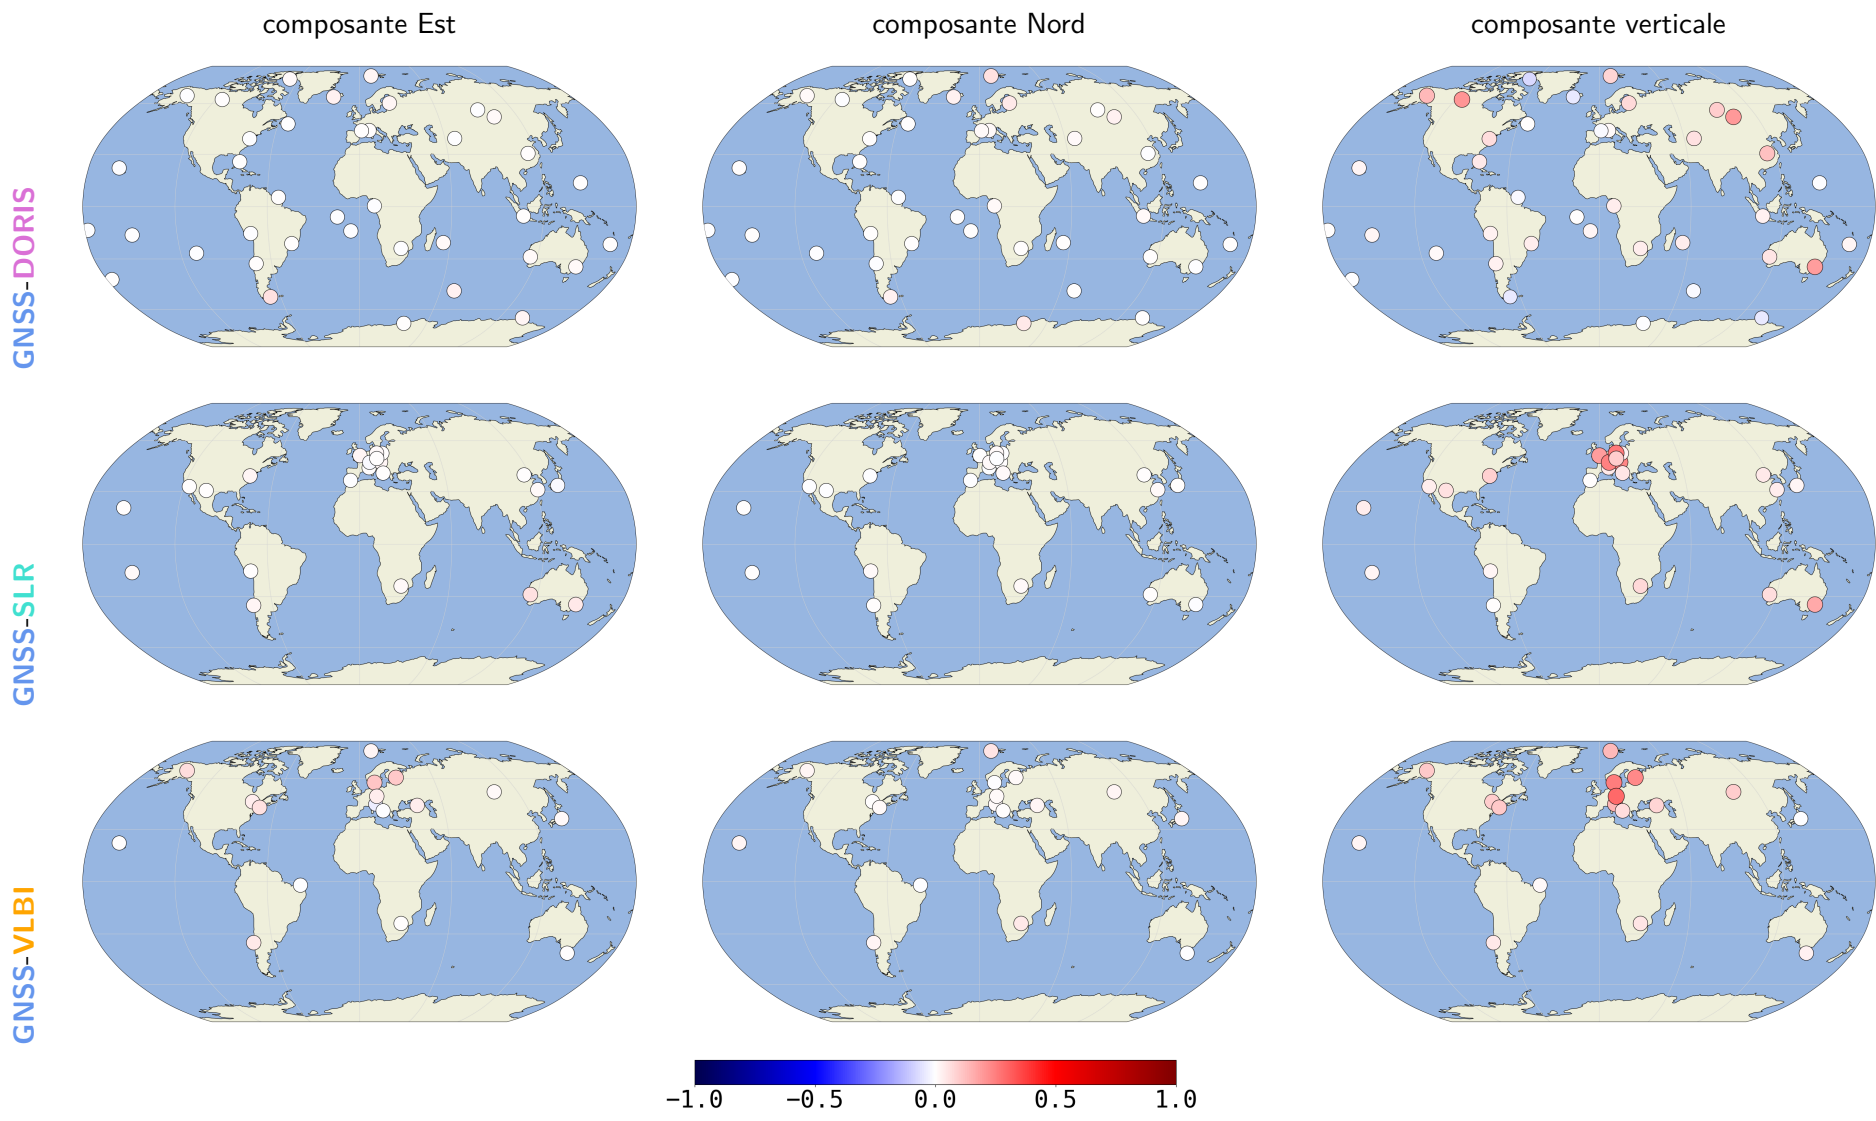 composante Est
composante Nord
composante verticale
GNSS-DORIS
GNSS-SLR
GNSS-VLBI
−1.0
−0.5
0.0
0.5
1.0